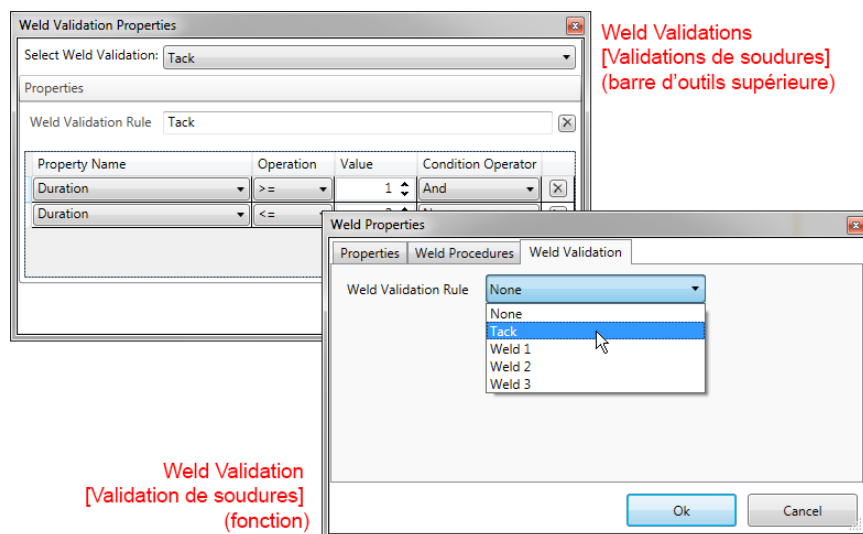 Weld Validation Properties
Select Weld Validation: Tack
Properties
Weld Validation Rule Tack
Property Name Operation Value Condition Operator
Duration >= 1 And
Duration <=
Weld Validations
[Validations de soudures]
(barre d'outils supérieure)
Weld Properties
Properties Weld Procedures Weld Validation
Weld Validation Rule None
None
Tack
Weld 1
Weld 2
Weld 3
Ok Cancel
Weld Validation
[Validation de soudures]
(fonction)